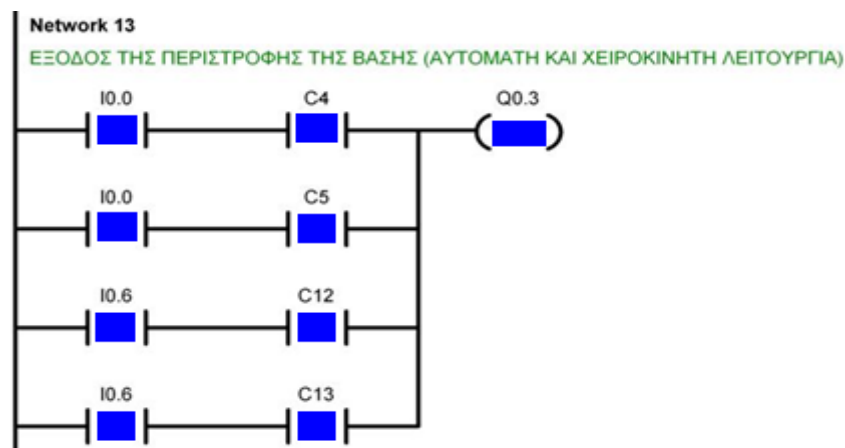 Network 13
ΕΞΟΔΟΣ ΤΗΣ ΠΕΡΙΣΤΡΟΦΗΣ ΤΗΣ ΒΑΣΗΣ (ΑΥΤΟΜΑΤΗ ΚΑΙ ΧΕΙΡΟΚΙΝΗΤΗ ΛΕΙΤΟΥΡΓΙΑ)
I0.0 C4 Q0.3
I0.0 C5
I0.6 C12
I0.6 C13